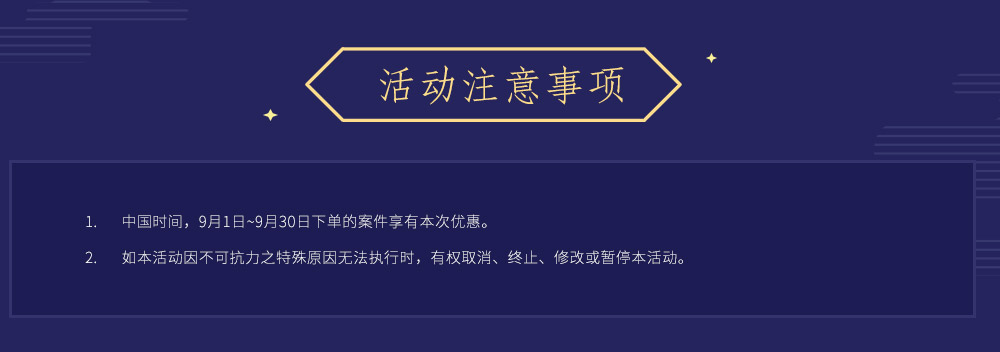 活动注意事项
1. 中国时间，9月1日~9月30日下单的案件享有本次优惠。
2. 如本活动因不可抗力之特殊原因无法执行时，有权取消、终止、修改或暂停本活动。